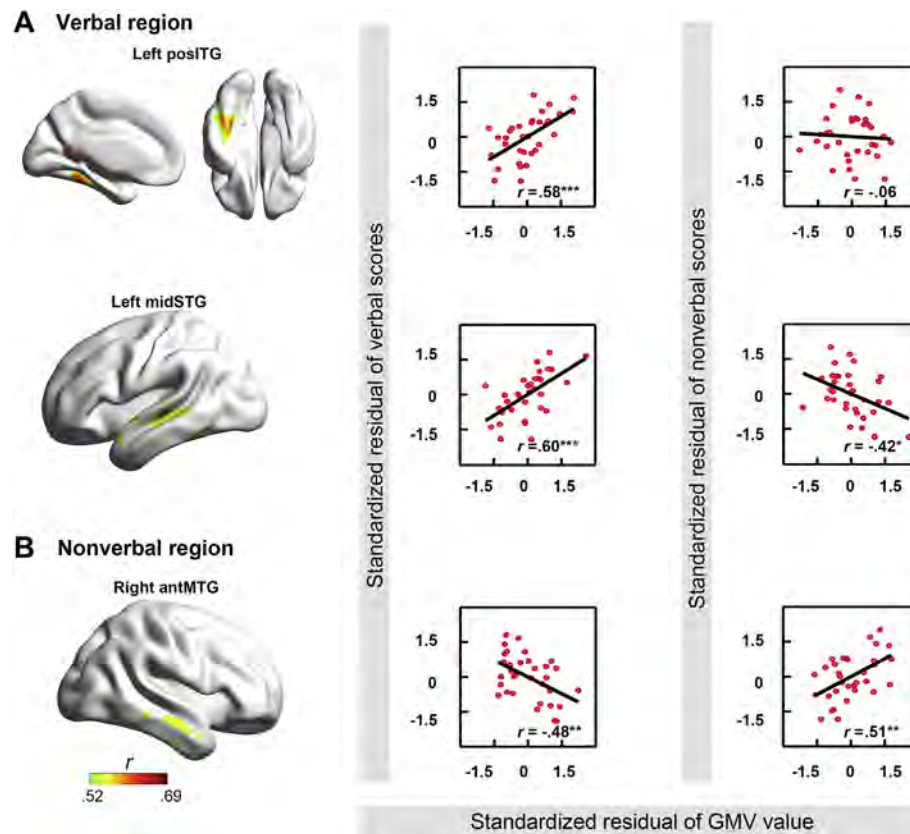 A Verbal region
Left posITG
Left midSTG
B Nonverbal region
Right antMTG
r
.52 .69
Standardized residual of verbal scores
1.5
0
-1.5
r =.58***
-1.5 0 1.5
1.5
0
-1.5
r =.60***
-1.5 0 1.5
1.5
0
-1.5
r =-.48**
-1.5 0 1.5
Standardized residual of nonverbal scores
1.5
0
-1.5
r =-.06
-1.5 0 1.5
1.5
0
-1.5
r =-.42*
-1.5 0 1.5
1.5
0
-1.5
r =.51**
-1.5 0 1.5
Standardized residual of GMV value